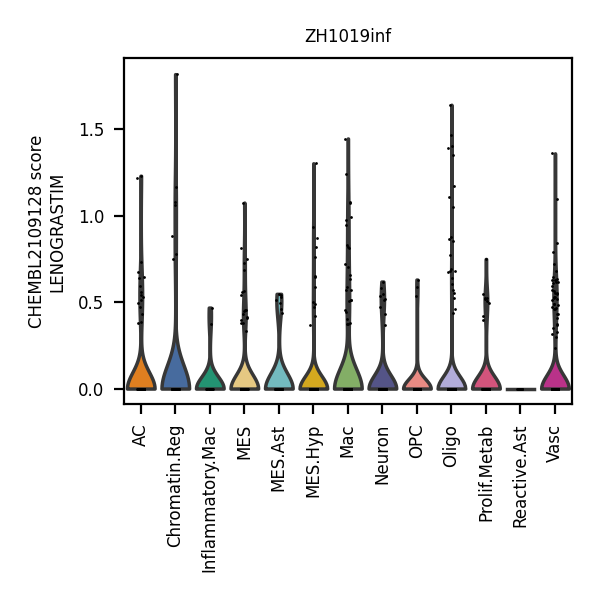 ZH1019inf
CHEMBL2109128 score
LENOGRASTIM
1.5
1.0
0.5
0.0
AC
Chromatin.Reg
Inflammatory.Mac
MES
MES.Ast
MES.Hyp
Mac
Neuron
OPC
Oligo
Prolif.Metab
Reactive.Ast
Vasc